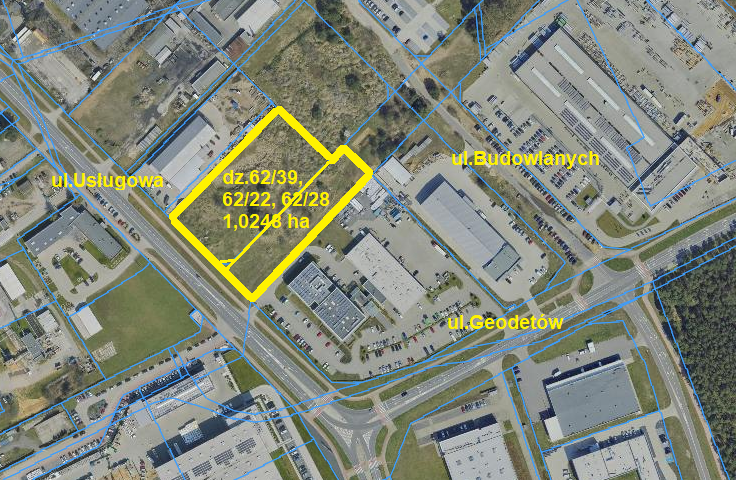 ul.Budowlanych
dz.62/39,
ul.Usługowa
62/22, 62/28
1,0248 ha
ul.Geodetów